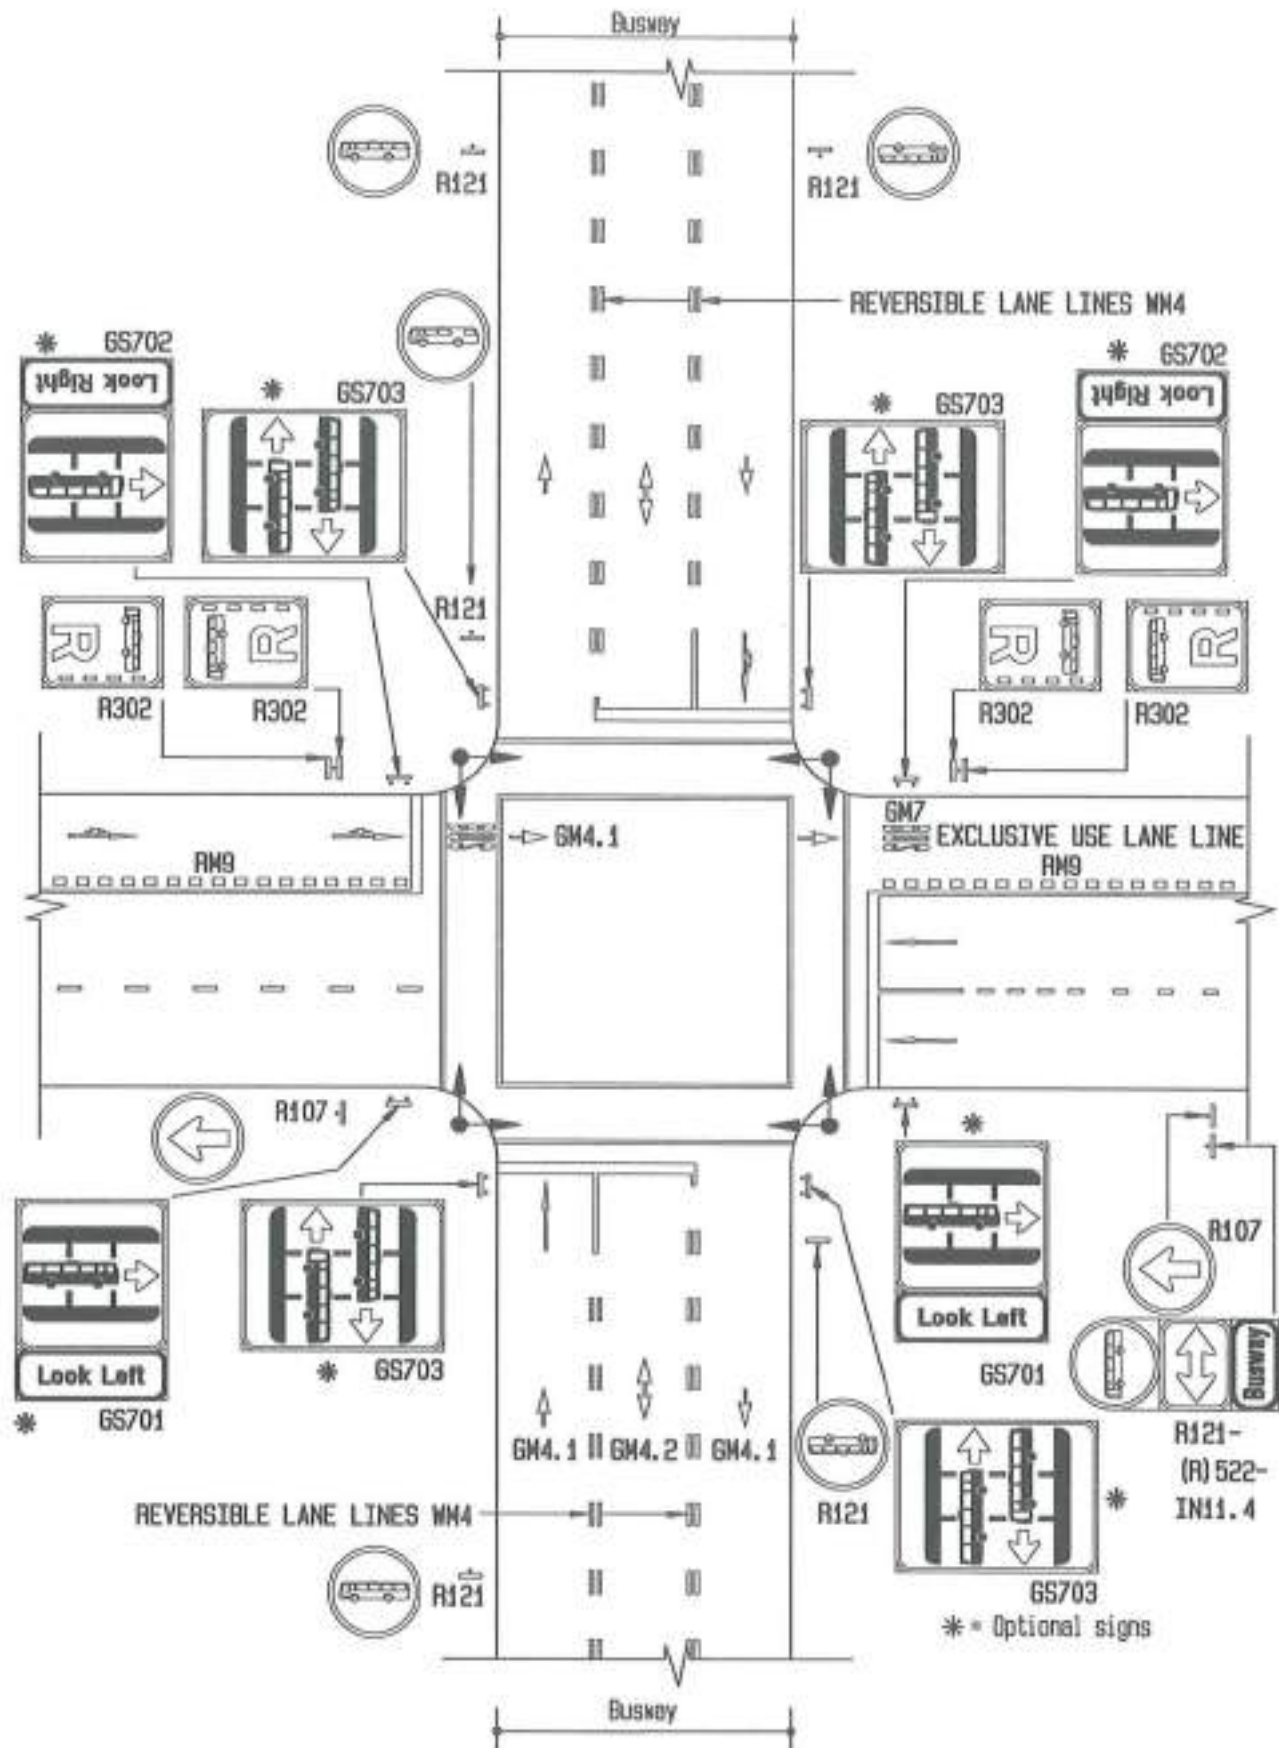 Busway
R121
R121
REVERSIBLE LANE LINES WM4
* GS702
Look Right
* GS703
* GS703
* GS702
Look Right
R121
R
R
R302
R302
R
R
R302
R302
GM4.1
GM7
EXCLUSIVE USE LANE LINE
RM9
RM9
R107
*
R107
Look Left
* GS701
* GS703
Look Left
GS701
Busway
R121-
(R)522-
IN11.4
GM4.1
GM4.2
GM4.1
R121
REVERSIBLE LANE LINES WM4
*
R121
GS703
* = Optional signs
Busway